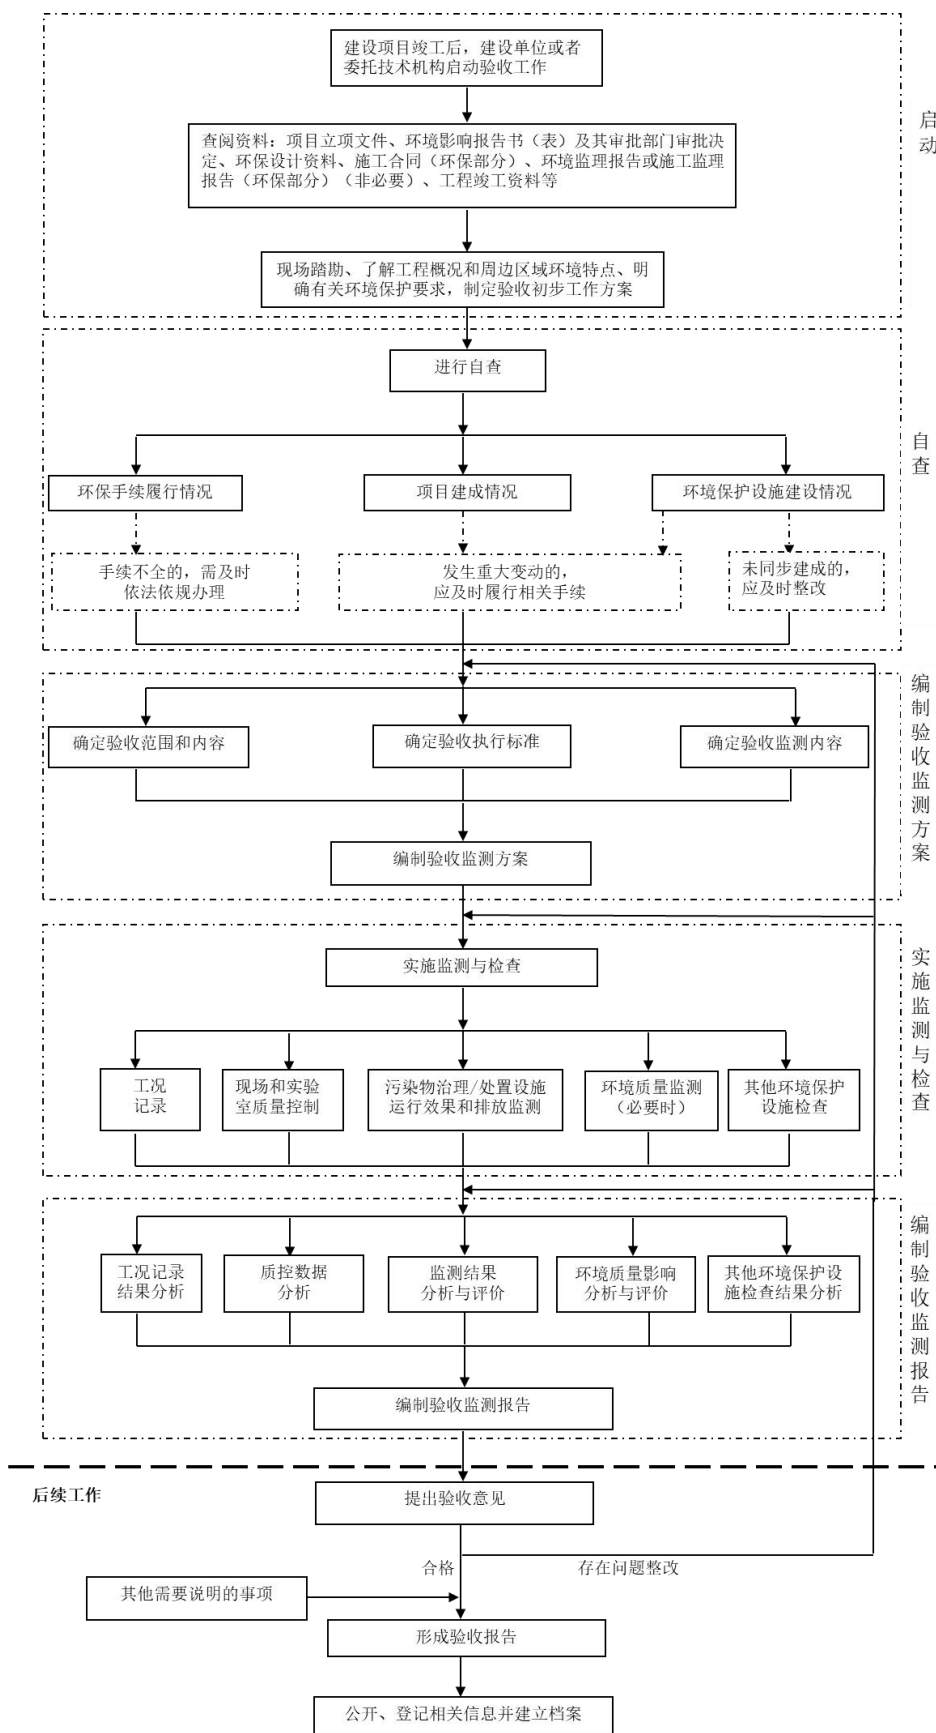 建设项目竣工后，建设单位或者
委托技术机构启动验收工作
启
动
查阅资料：项目立项文件、环境影响报告书（表）及其审批部门审批决
定、环保设计资料、施工合同（环保部分）、环境监理报告或施工监理
报告（环保部分）（非必要）、工程竣工资料等
现场踏勘、了解工程概况和周边区域环境特点、明
确有关环境保护要求，制定验收初步工作方案
进行自查
自
查
环保手续履行情况
项目建成情况
环境保护设施建设情况
手续不全的，需及时
依法依规办理
发生重大变动的，
应及时履行相关手续
未同步建成的，
应及时整改
编
制
验
收
监
测
方
案
确定验收范围和内容
确定验收执行标准
确定验收监测内容
编制验收监测方案
实
施
监
测
与
检
查
实施监测与检查
工况
记录
现场和实验
室质量控制
污染物治理/处置设施
运行效果和排放监测
环境质量监测
（必要时）
其他环境保护
设施检查
编
制
验
收
监
测
报
告
工况记录
结果分析
质控数据
分析
监测结果
分析与评价
环境质量影响
分析与评价
其他环境保护设
施检查结果分析
编制验收监测报告
后续工作
提出验收意见
合格
存在问题整改
其他需要说明的事项
形成验收报告
公开、登记相关信息并建立档案